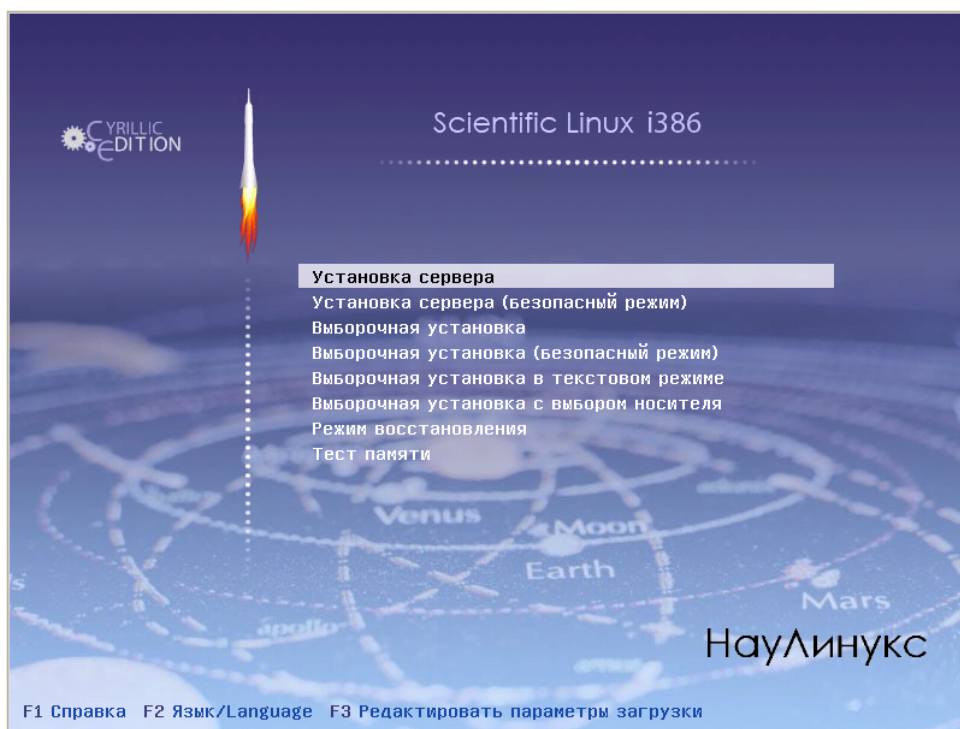 CYRILLIC
EDITION
Scientific Linux i386
Установка сервера
Установка сервера (безопасный режим)
Выборочная установка
Выборочная установка (безопасный режим)
Выборочная установка в текстовом режиме
Выборочная установка с выбором носителя
Режим восстановления
Тест памяти
Venus
Moon
Earth
Mars
apollo
НауЛинукс
F1 Справка F2 Язык/Language F3 Редактировать параметры загрузки